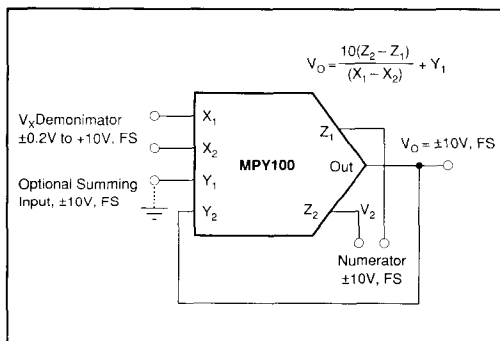 V_O = 10(Z_2 – Z_1) / (X_1 – X_2) + Y_1
V_X Demonimator
±0.2V to +10V, FS
Optional Summing
Input, ±10V, FS
X_1
X_2
Y_1
Y_2
MPY100
Z_1
Out
Z_2
V_2
V_O = ±10V, FS
Numerator
±10V, FS